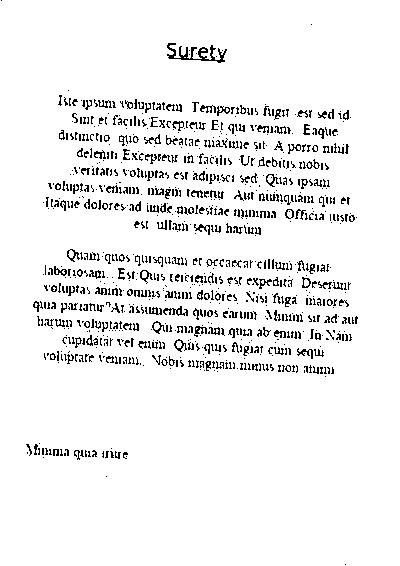 Surety
Iste ipsum voluptatem. Temporibus fugit est sed id.
Sint et facilis Excepteur Et qui veniam. Eaque
distinctio quo sed beatae maxime sit. A porro nihil
deleniti Excepteur in facilis. Ut debitis nobis
veritatis voluptas est adipisci sed. Quas ipsam
voluptas veniam, magni tenetur. Aut numquam qui et
itaque dolores ad unde molestiae minima. Officia iusto
est ullam sequi harum
Quam quos quisquam et occaecat cillum fugiat
laboriosam. Est Quis reiciendis est expedita. Deserunt
voluptas anim omnis anim dolores. Nisi fuga maiores
quia pariatur? At assumenda quos earum. Minim sit ad aut
harum voluptatem. Qui magnam quia ab enim. In Nam
cupidatat vel enim. Quis quis fugiat cum sequi
voluptate veniam. Nobis magnam minus non animi
Minima quia irure